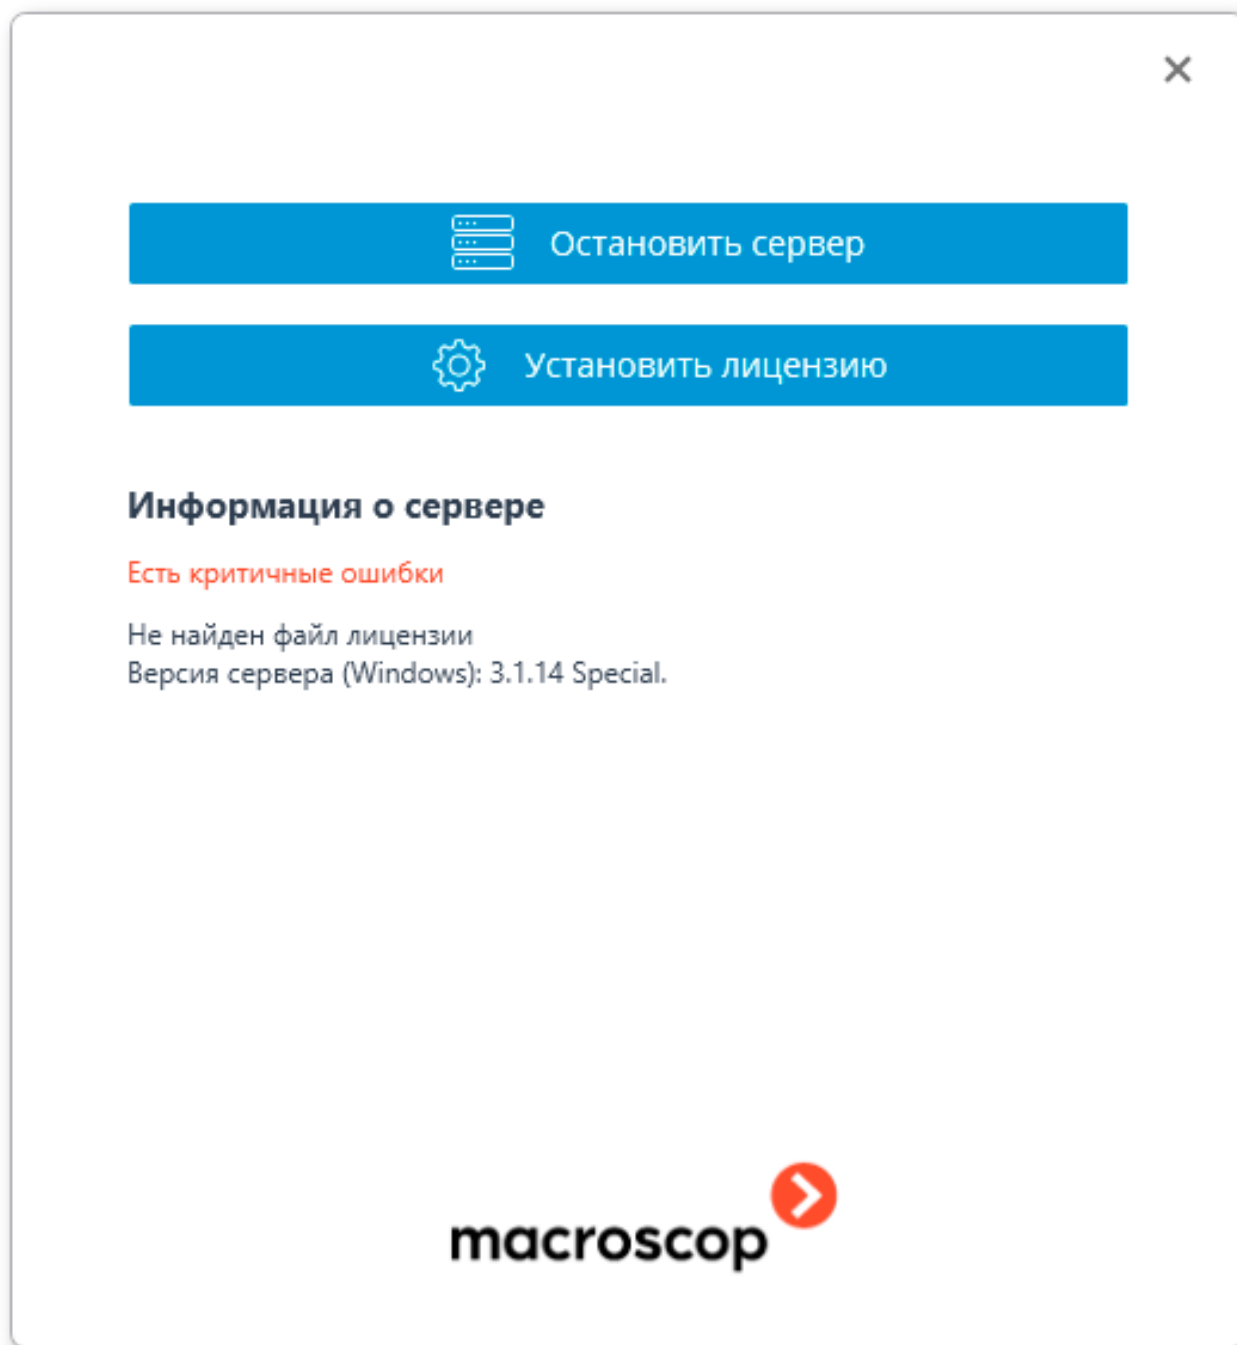 Остановить сервер
Установить лицензию
Информация о сервере
Есть критичные ошибки
Не найден файл лицензии
Версия сервера (Windows): 3.1.14 Special.
macroscop